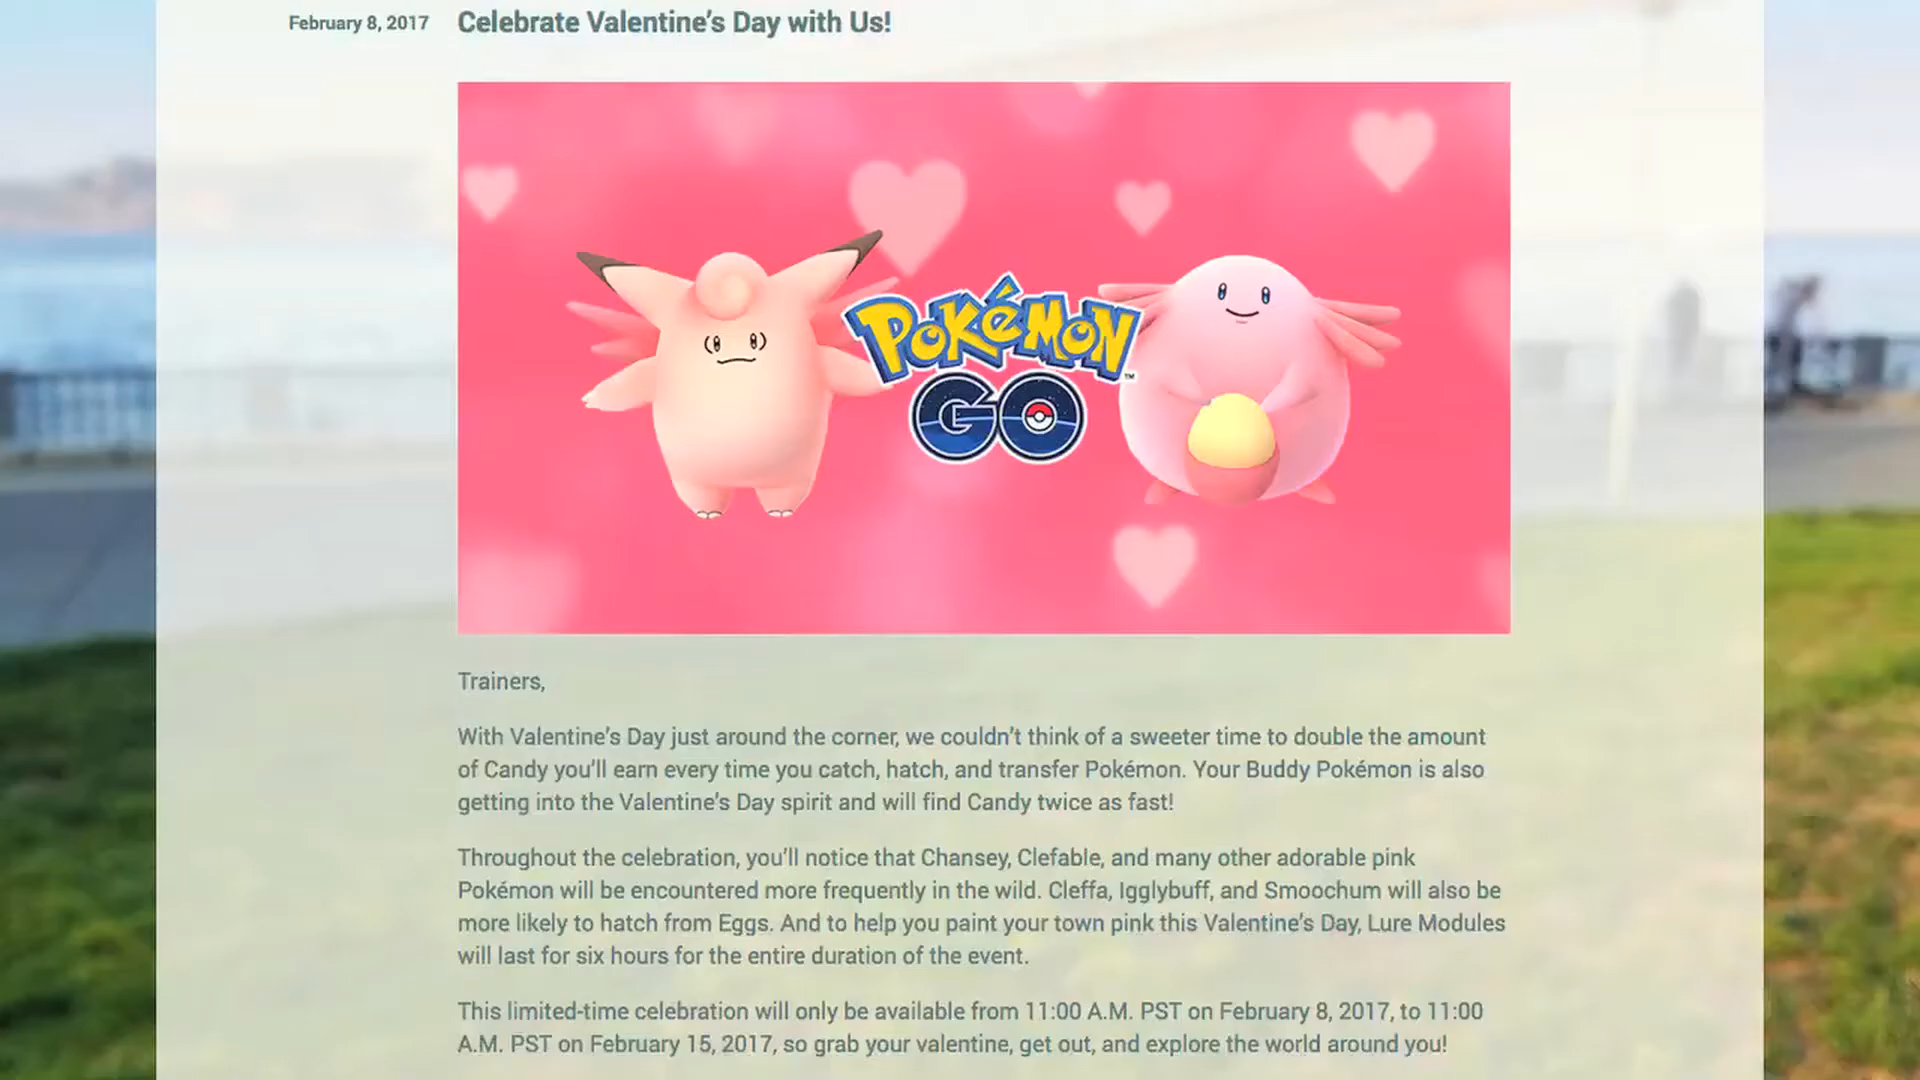 February 8, 2017
Celebrate Valentine's Day with Us!
POKéMON
™
GO
Trainers,
With Valentine's Day just around the corner, we couldn't think of a sweeter time to double the amount
of Candy you'll earn every time you catch, hatch, and transfer Pokémon. Your Buddy Pokémon is also
getting into the Valentine's Day spirit and will find Candy twice as fast!
Throughout the celebration, you'll notice that Chansey, Clefable, and many other adorable pink
Pokémon will be encountered more frequently in the wild. Cleffa, Igglybuff, and Smoochum will also be
more likely to hatch from Eggs. And to help you paint your town pink this Valentine's Day, Lure Modules
will last for six hours for the entire duration of the event.
This limited-time celebration will only be available from 11:00 A.M. PST on February 8, 2017, to 11:00
A.M. PST on February 15, 2017, so grab your valentine, get out, and explore the world around you!